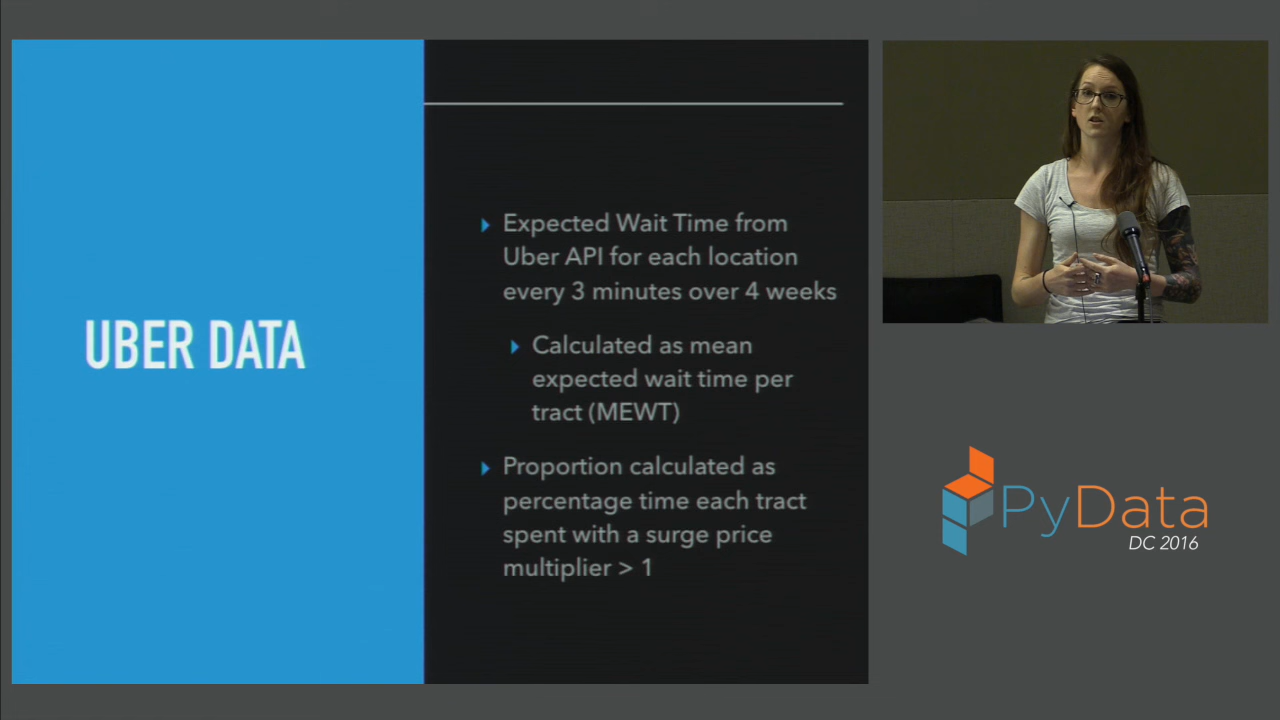 UBER DATA
Expected Wait Time from
Uber API for each location
every 3 minutes over 4 weeks
Calculated as mean
expected wait time per
tract (MEWT)
Proportion calculated as
percentage time each tract
spent with a surge price
multiplier > 1
PyData
DC 2016